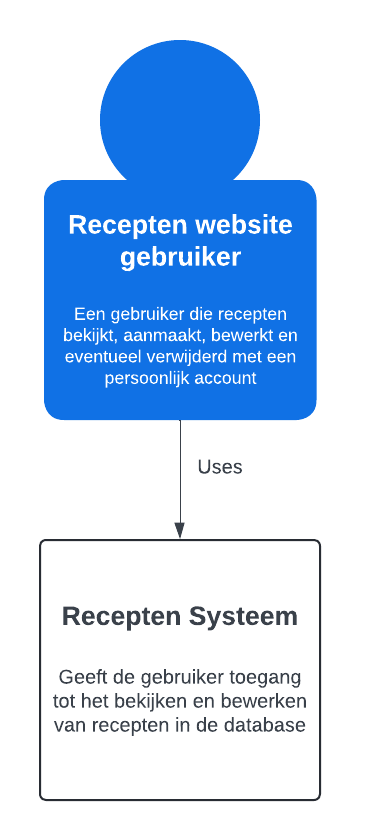 Recepten website
gebruiker
Een gebruiker die recepten
bekijkt, aanmaakt, bewerkt en
eventueel verwijderd met een
persoonlijk account
Uses
Recepten Systeem
Geeft de gebruiker toegang
tot het bekijken en bewerken
van recepten in de database